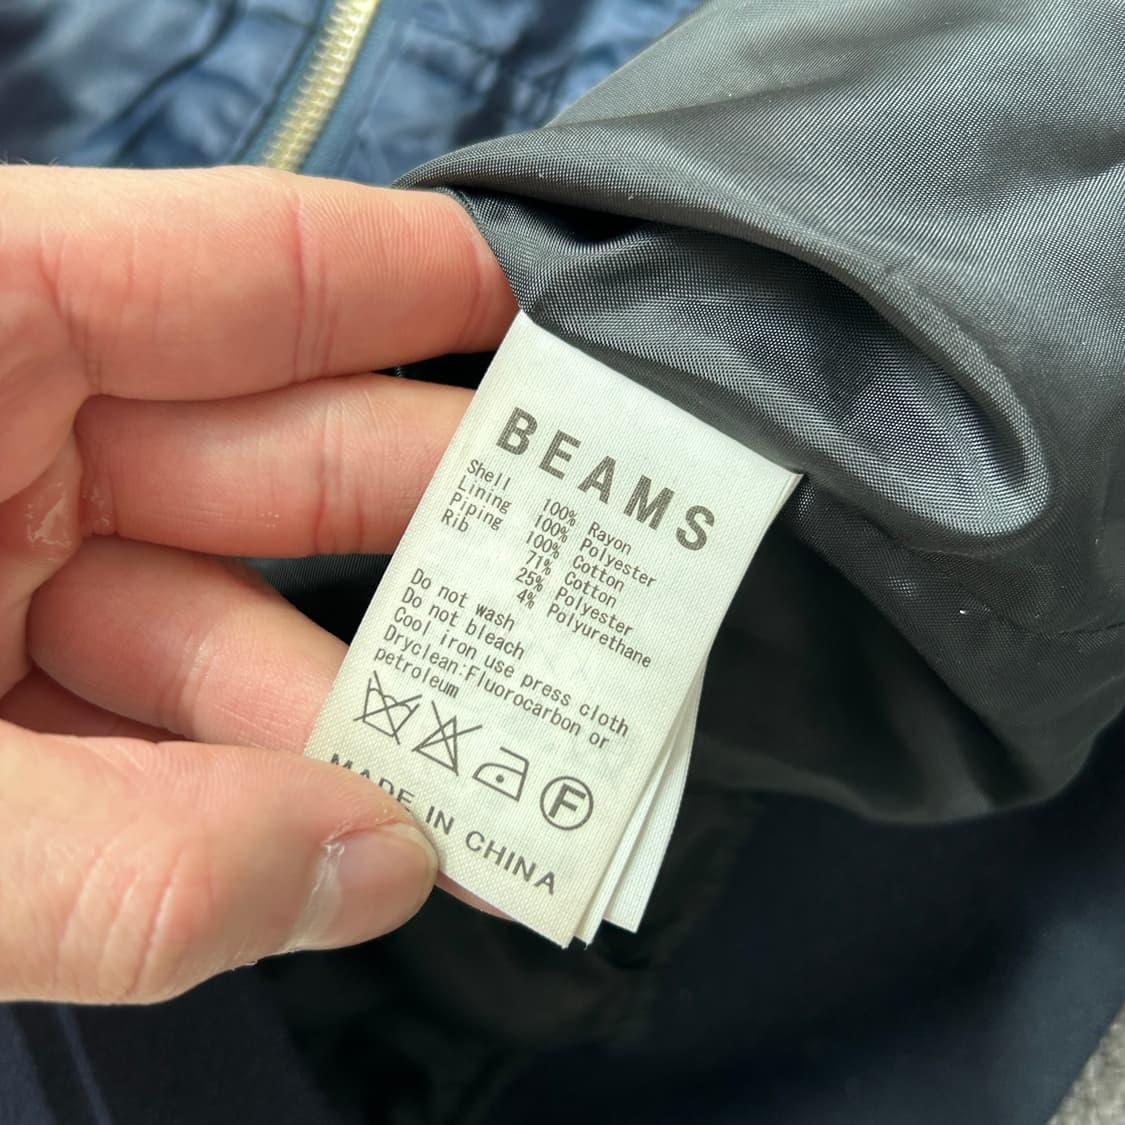 BEAMS
Shell 100% Rayon
Lining 100% Polyester
Piping 100% Cotton
Rib 71% Cotton
25% Polyester
4% Polyurethane
Do not wash
Do not bleach
Cool iron use press cloth
Dryclean:Fluorocarbon or
petroleum
F
MADE IN CHINA